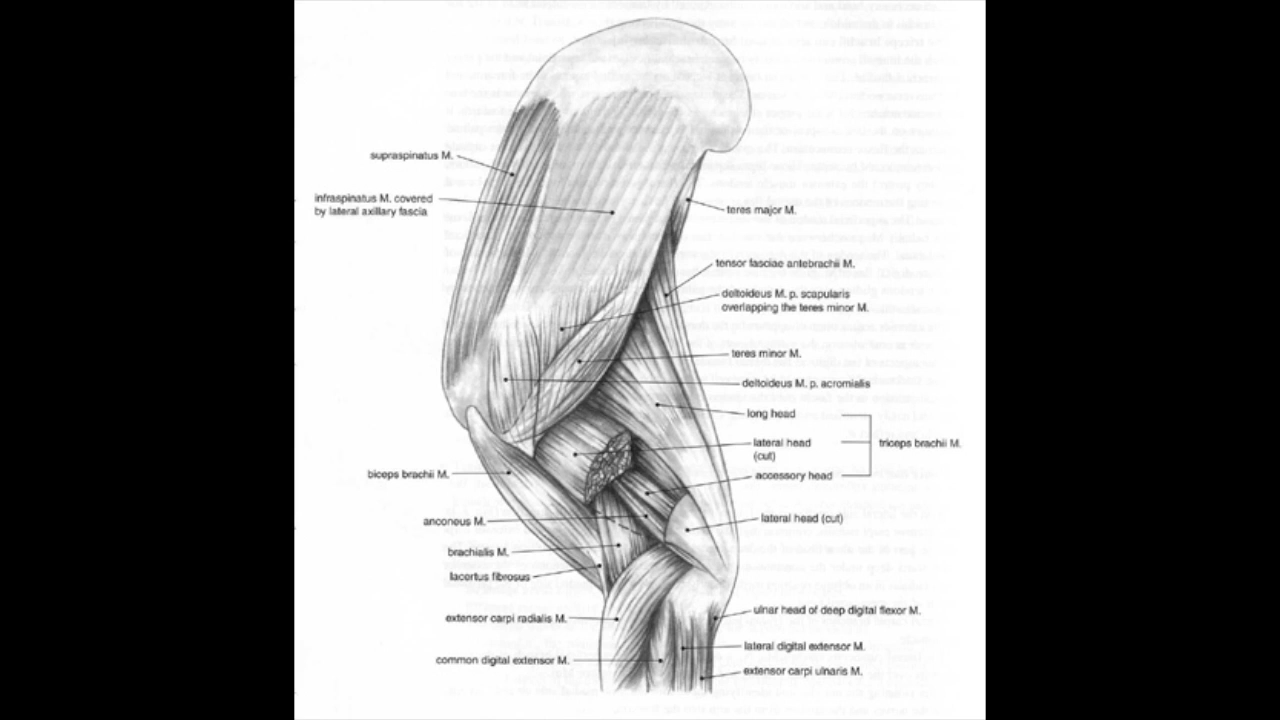 supraspinatus M.
infraspinatus M. covered
by lateral axillary fascia
teres major M.
tensor fasciae antebrachii M.
deltoideus M. p. scapularis
overlapping the teres minor M.
teres minor M.
deltoideus M. p. acromialis
long head
lateral head
(cut)
triceps brachii M.
accessory head
biceps brachii M.
lateral head (cut)
anconeus M.
brachialis M.
lacertus fibrosus
extensor carpi radialis M.
common digital extensor M.
ulnar head of deep digital flexor M.
lateral digital extensor M.
extensor carpi ulnaris M.